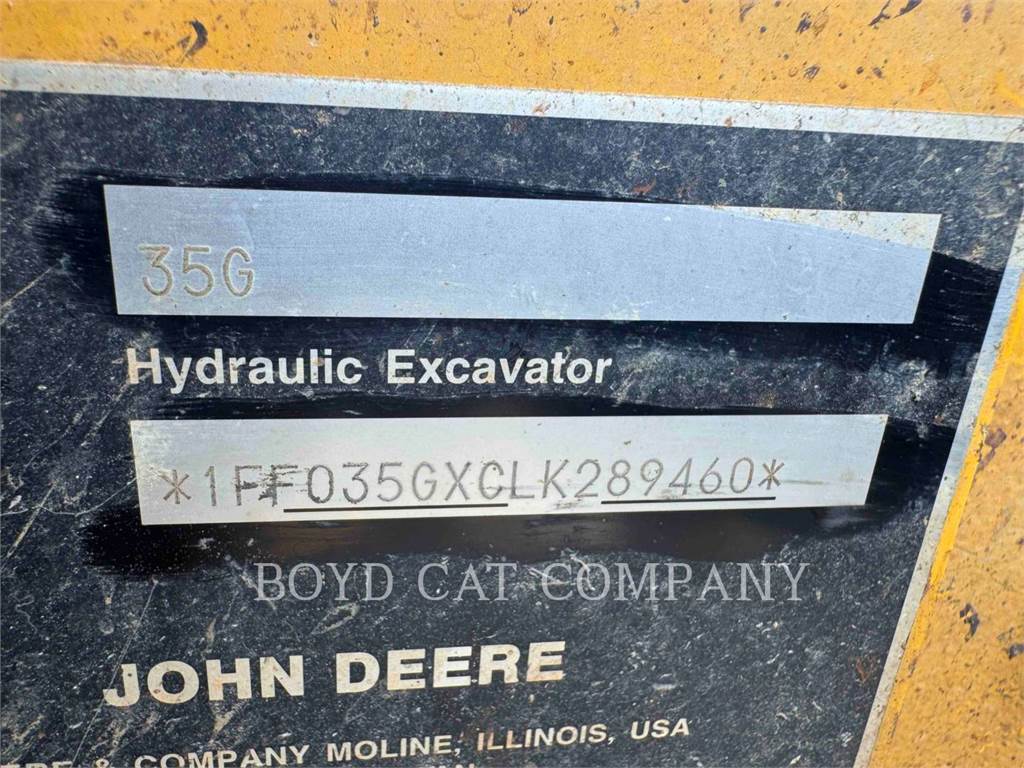 35G
Hydraulic Excavator
*1FF035GXCLK289460*
BOYD CAT COMPANY
JOHN DEERE
& COMPANY MOLINE, ILLINOIS, USA